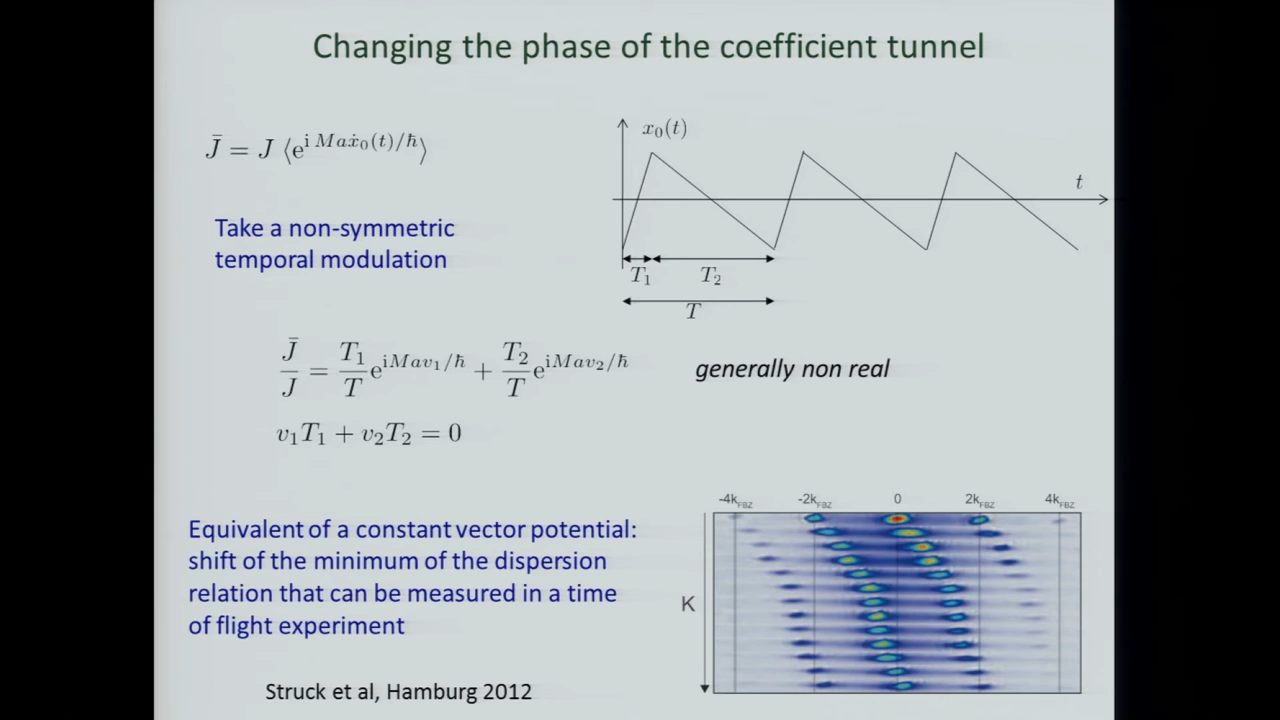 Changing the phase of the coefficient tunnel
J̄ = J ⟨e^{i Maẋ₀(t)/ħ}⟩
x₀(t)
t
Take a non-symmetric
temporal modulation
T₁ T₂
T
J̄/J = T₁/T e^{iMav₁/ħ} + T₂/T e^{iMav₂/ħ}
generally non real
v₁T₁ + v₂T₂ = 0
-4k_FBZ -2k_FBZ 0 2k_FBZ 4k_FBZ
K
Equivalent of a constant vector potential:
shift of the minimum of the dispersion
relation that can be measured in a time
of flight experiment
Struck et al, Hamburg 2012